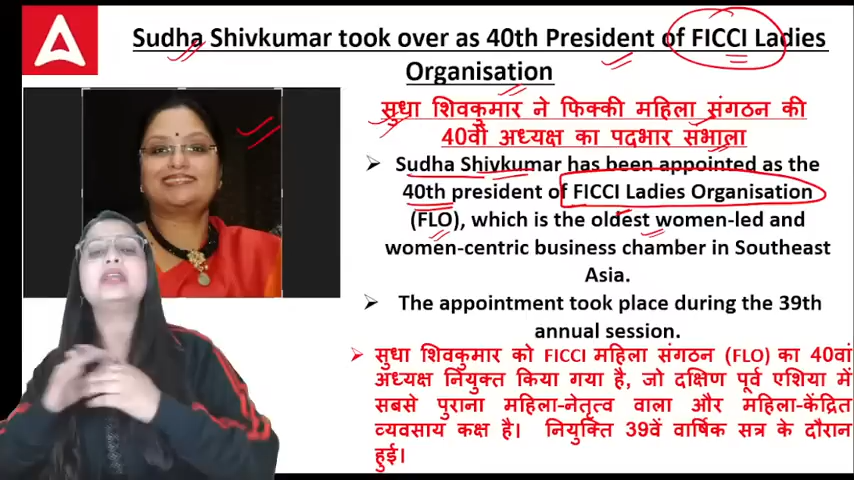 Sudha Shivkumar took over as 40th President of FICCI Ladies
Organisation
सुधा शिवकुमार ने फिक्की महिला संगठन की
40वीं अध्यक्ष का पदभार संभाला
➤ Sudha Shivkumar has been appointed as the
40th president of FICCI Ladies Organisation
(FLO), which is the oldest women-led and
women-centric business chamber in Southeast
Asia.
➤ The appointment took place during the 39th
annual session.
➤ सुधा शिवकुमार को FICCI महिला संगठन (FLO) का 40वां
अध्यक्ष नियुक्त किया गया है, जो दक्षिण पूर्व एशिया में
सबसे पुराना महिला-नेतृत्व वाला और महिला-केंद्रित
व्यवसाय कक्ष है। नियुक्ति 39वें वार्षिक सत्र के दौरान
हुई।